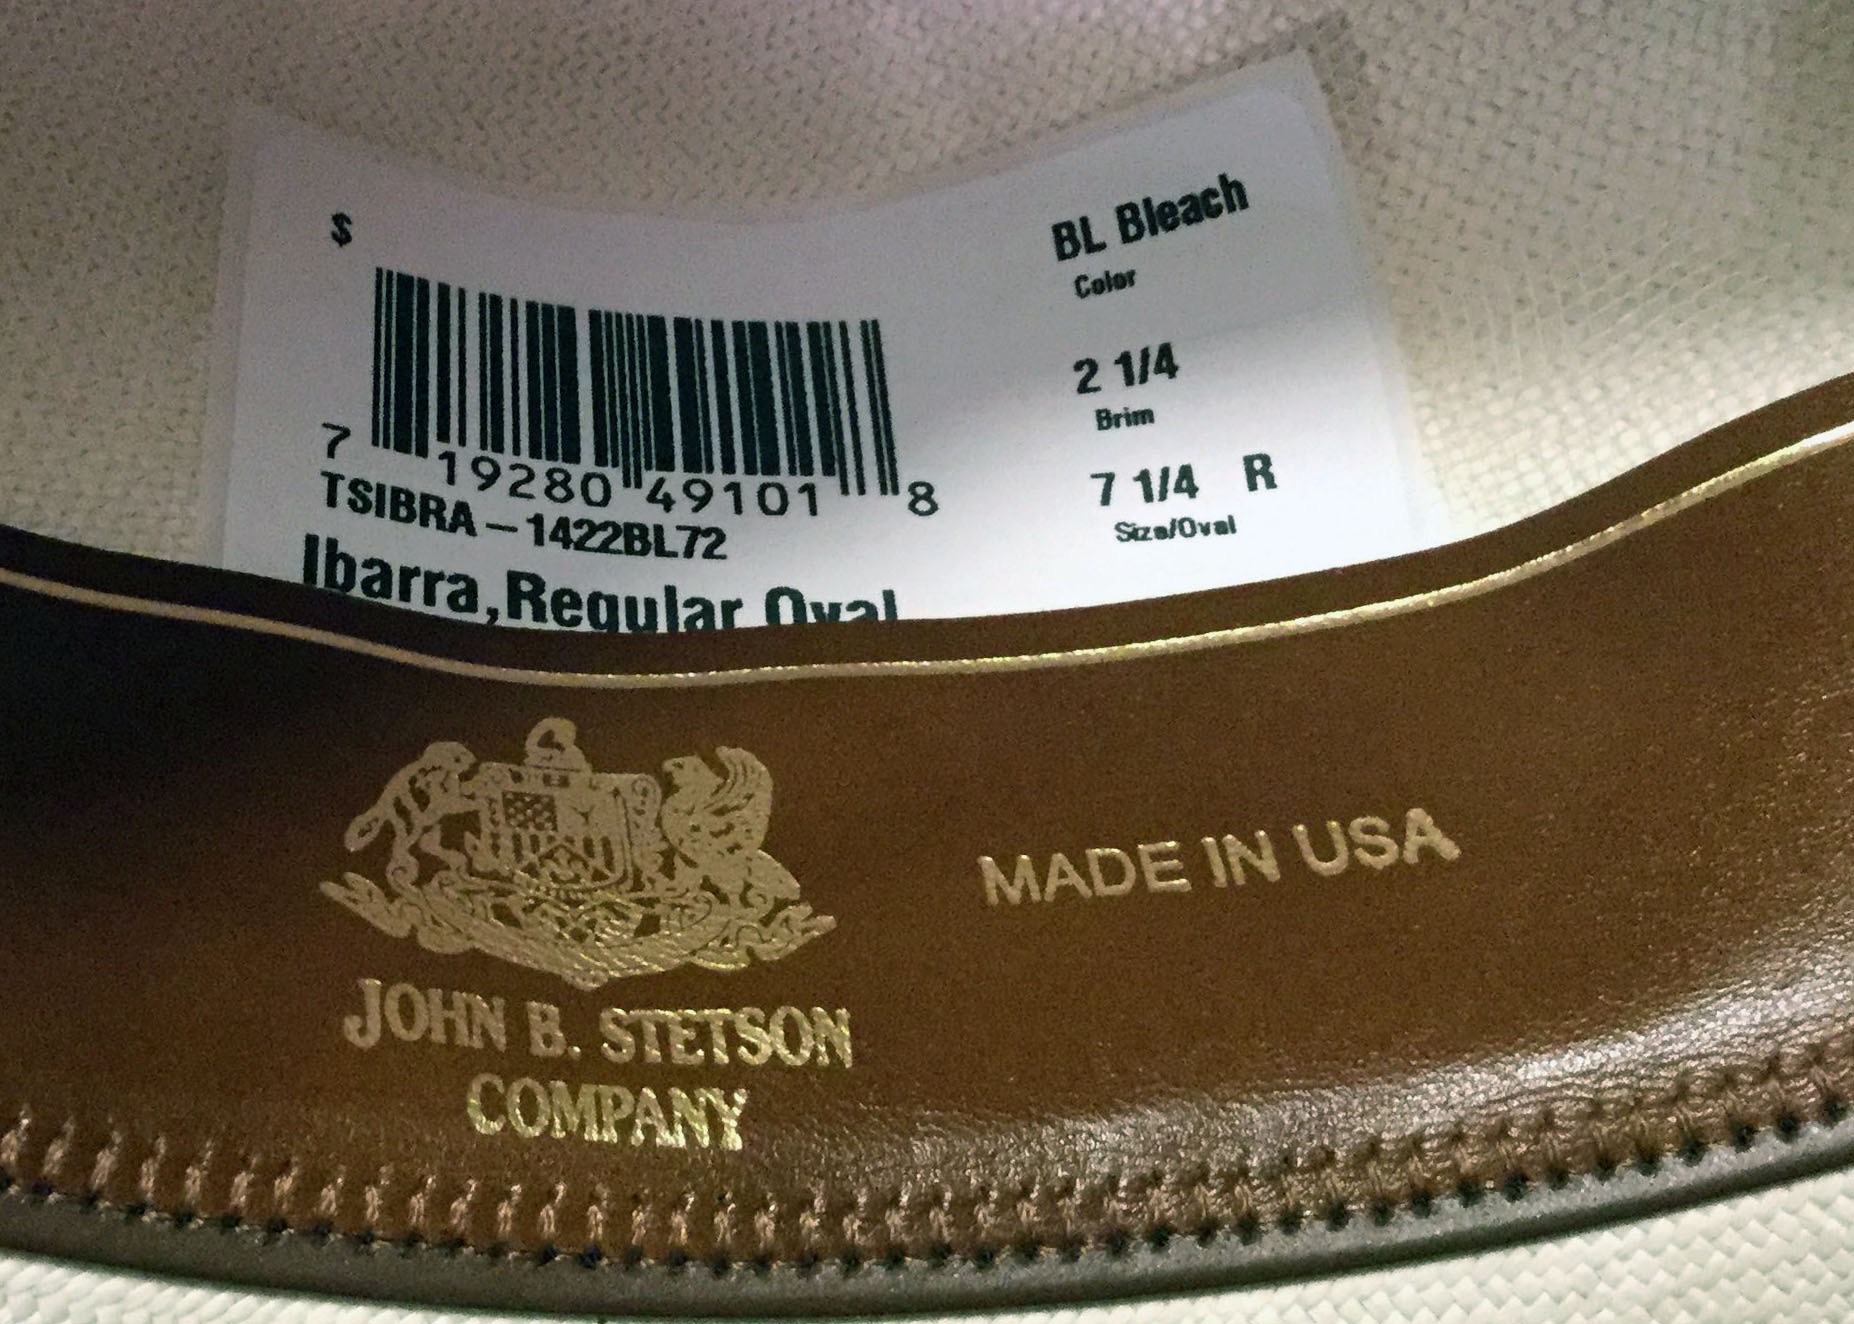 $
BL Bleach
Color
2 1/4
Brim
7 1/4 R
Size/Oval
7 19280 49101 8
TSIBRA-1422BL72
Ibarra,Regular Oval
MADE IN USA
JOHN B. STETSON
COMPANY